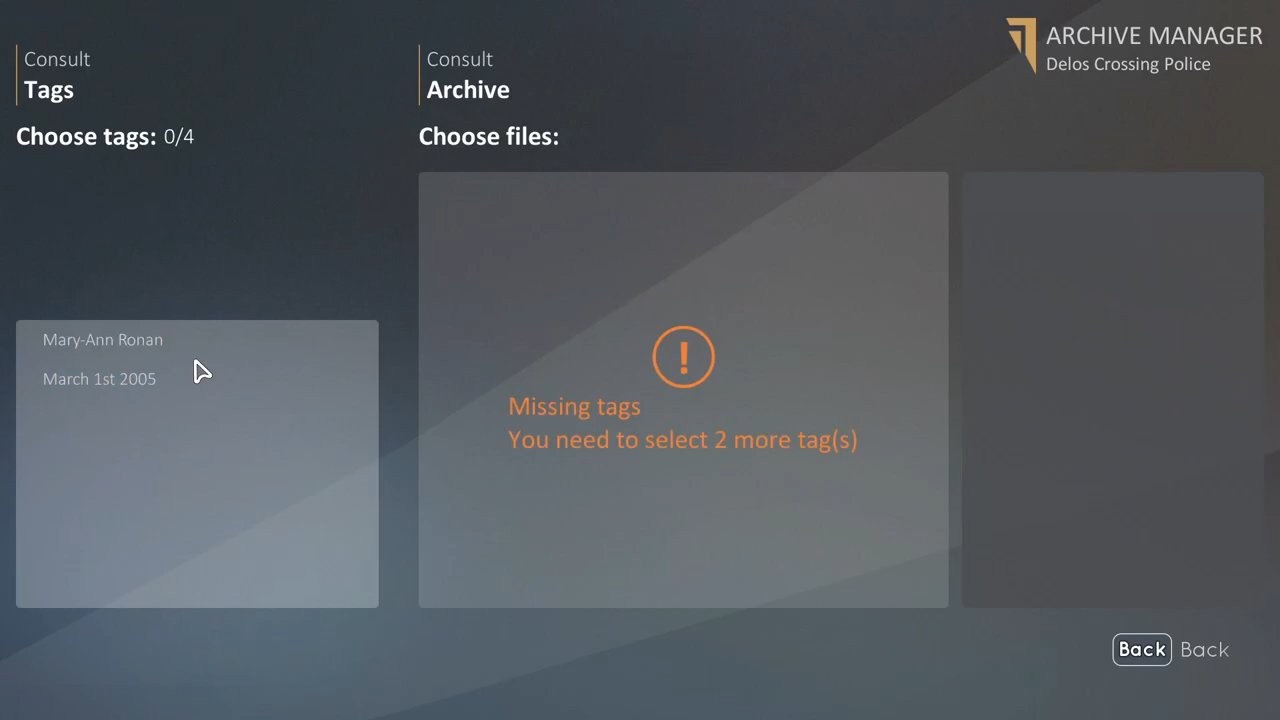 Consult
Tags
Choose tags: 0/4
Mary-Ann Ronan
March 1st 2005
Consult
Archive
Choose files:
Missing tags
You need to select 2 more tag(s)
ARCHIVE MANAGER
Delos Crossing Police
Back Back